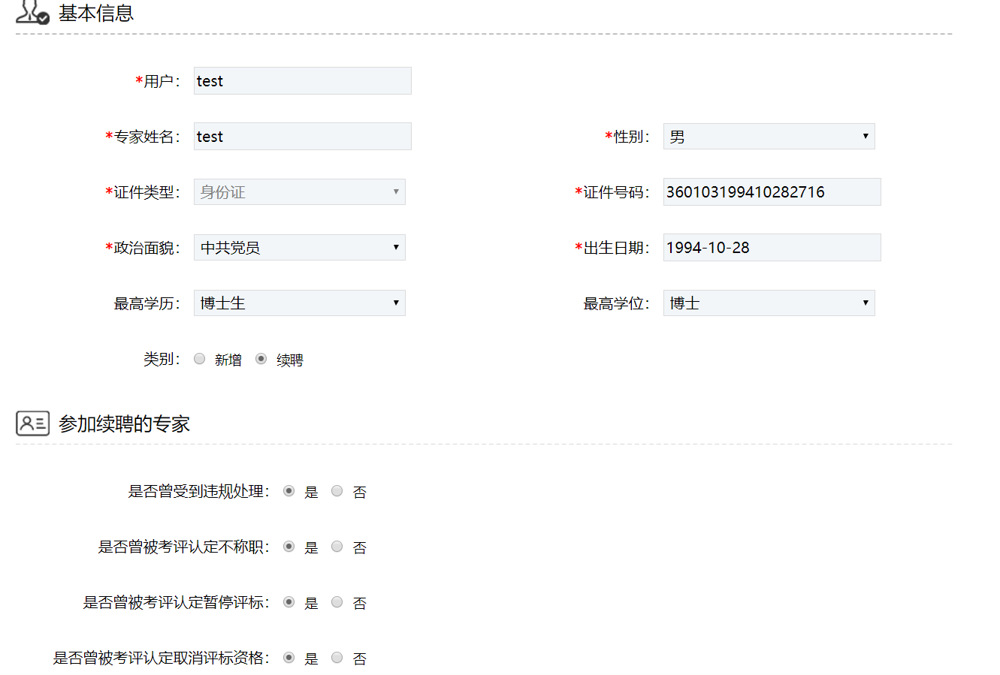 基本信息
*用户： test
*专家姓名： test *性别： 男
*证件类型： 身份证 *证件号码： 360103199410282716
*政治面貌： 中共党员 *出生日期： 1994-10-28
最高学历： 博士生 最高学位： 博士
类别： 新增 续聘
参加续聘的专家
是否曾受到违规处理： 是 否
是否曾被考评认定不称职： 是 否
是否曾被考评认定暂停评标： 是 否
是否曾被考评认定取消评标资格： 是 否